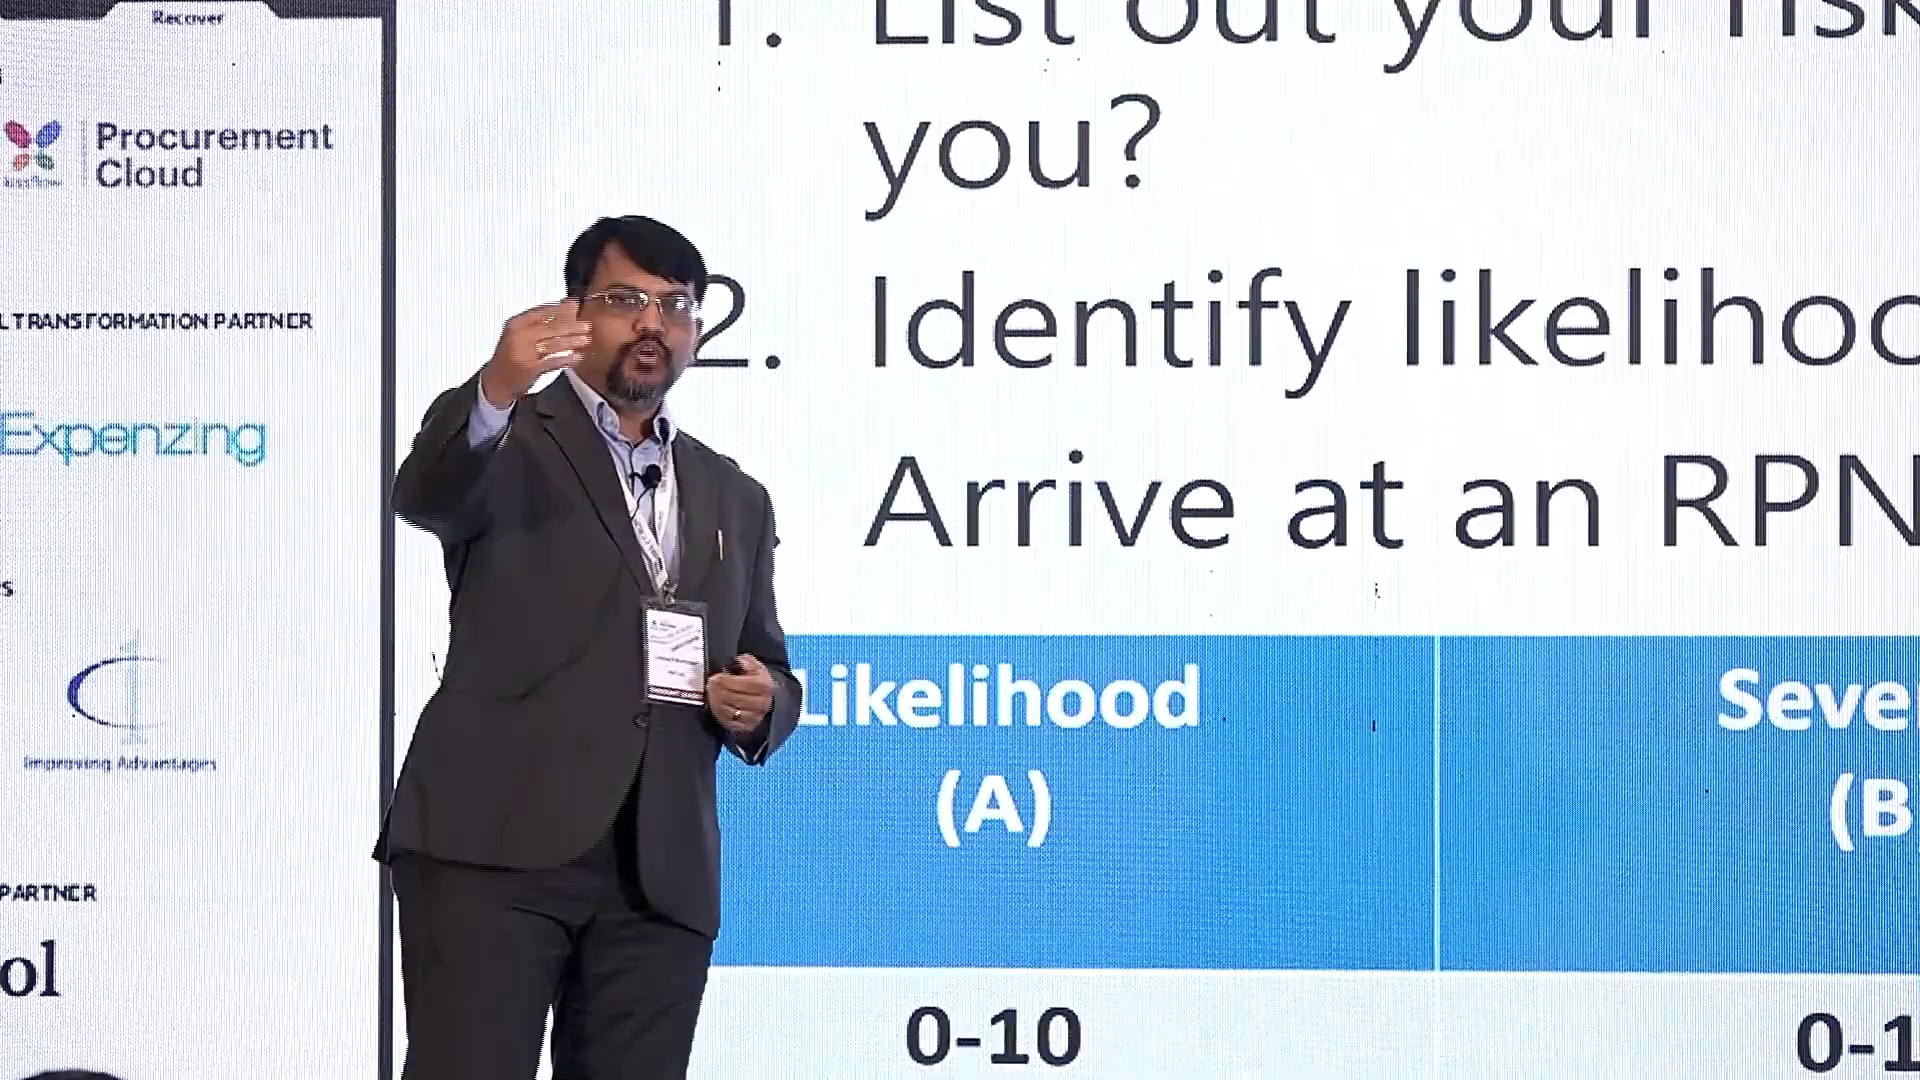 Recover
Procurement
Cloud
L TRANSFORMATION PARTNER
Expenzing
s
Improving Advantages
PARTNER
ol
1. List out your risk
you?
2. Identify likelihoo
Arrive at an RPN
Likelihood
(A)
Seve
(B
0-10
0-1